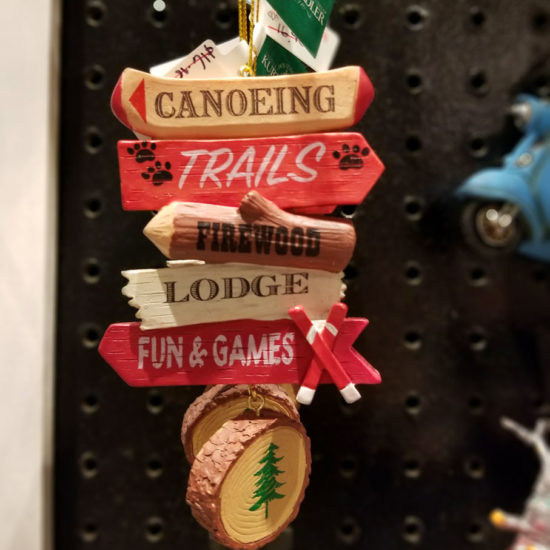 CANOEING
TRAILS
FIREWOOD
LODGE
FUN & GAMES